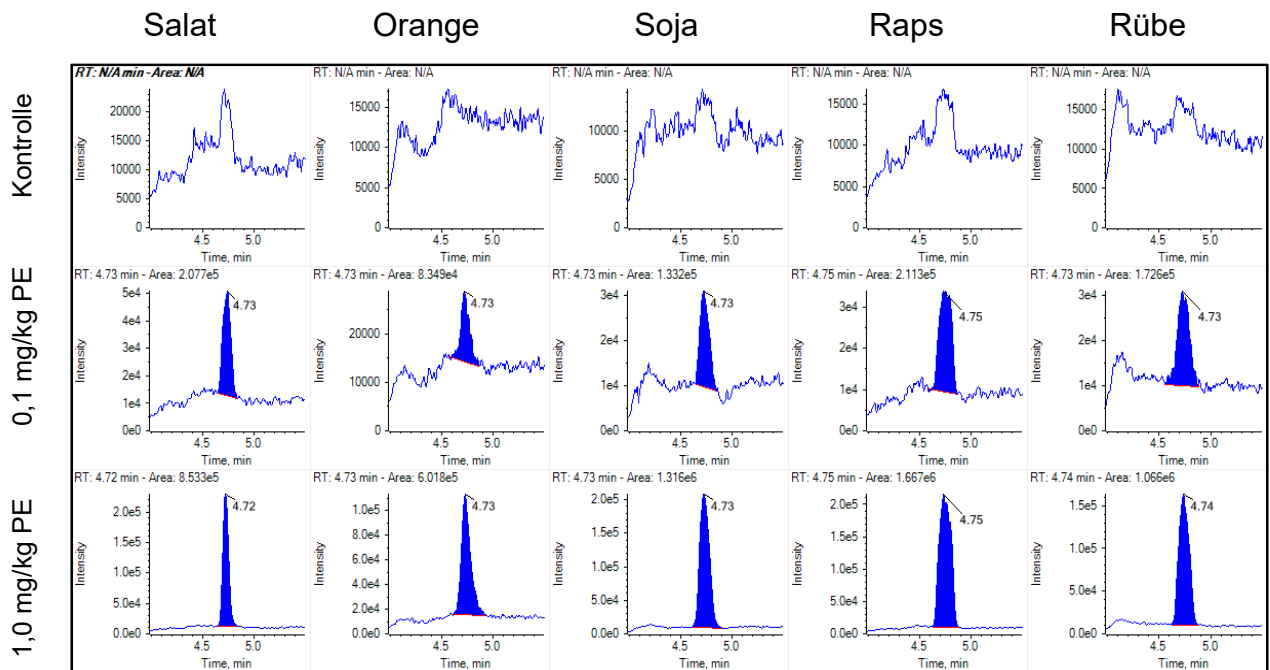 Salat Orange Soja Raps Rübe
Kontrolle
RT: N/A min - Area: N/A RT: N/A min - Area: N/A RT: N/A min - Area: N/A RT: N/A min - Area: N/A RT: N/A min - Area: N/A
Intensity Intensity Intensity Intensity Intensity
20000 15000 10000 5000 0
15000 10000 5000 0
10000 5000 0
15000 10000 5000 0
15000 10000 5000 0
4.5 5.0 4.5 5.0 4.5 5.0 4.5 5.0 4.5 5.0
Time, min Time, min Time, min Time, min Time, min
0,1 mg/kg PE
RT: 4.73 min - Area: 2.077e5 RT: 4.73 min - Area: 8.349e4 RT: 4.73 min - Area: 1.332e5 RT: 4.75 min - Area: 2.113e5 RT: 4.73 min - Area: 1.726e5
4.73 4.73 4.73 4.75 4.73
Intensity Intensity Intensity Intensity Intensity
5e4 4e4 3e4 2e4 1e4 0e0
20000 10000 0
3e4 2e4 1e4 0e0
3e4 2e4 1e4 0e0
3e4 2e4 1e4 0e0
4.5 5.0 4.5 5.0 4.5 5.0 4.5 5.0 4.5 5.0
Time, min Time, min Time, min Time, min Time, min
1,0 mg/kg PE
RT: 4.72 min - Area: 8.533e5 RT: 4.73 min - Area: 6.018e5 RT: 4.73 min - Area: 1.316e6 RT: 4.75 min - Area: 1.667e6 RT: 4.74 min - Area: 1.066e6
4.72 4.73 4.73 4.75 4.74
Intensity Intensity Intensity Intensity Intensity
2.0e5 1.5e5 1.0e5 5.0e4 0.0e0
1.0e5 8.0e4 6.0e4 4.0e4 2.0e4 0.0e0
2.0e5 1.5e5 1.0e5 5.0e4 0.0e0
2.0e5 1.5e5 1.0e5 5.0e4 0.0e0
1.5e5 1.0e5 5.0e4 0.0e0
4.5 5.0 4.5 5.0 4.5 5.0 4.5 5.0 4.5 5.0
Time, min Time, min Time, min Time, min Time, min